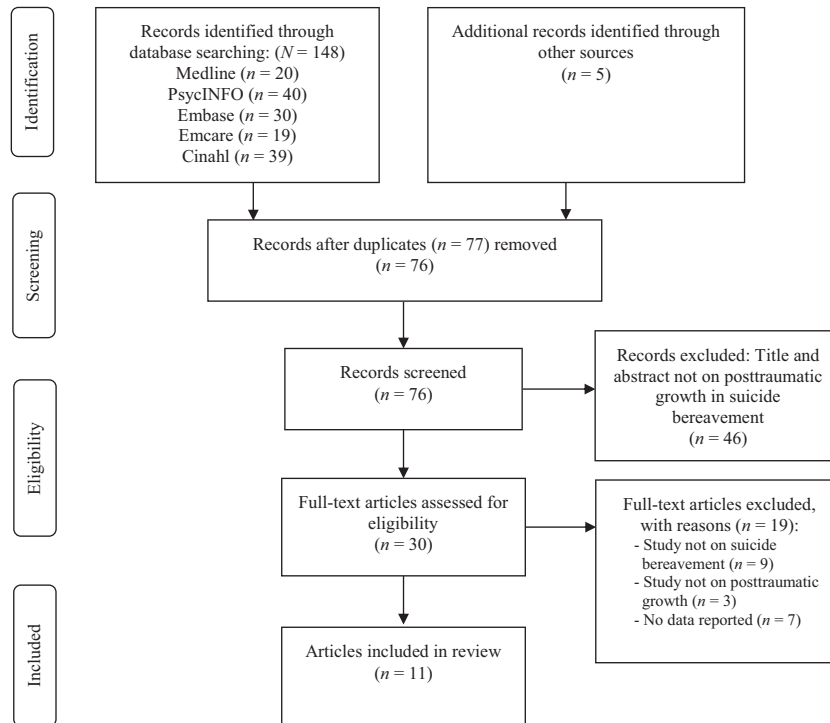 Identification
Records identified through
database searching: (N = 148)
Medline (n = 20)
PsycINFO (n = 40)
Embase (n = 30)
Emcare (n = 19)
Cinahl (n = 39)
Additional records identified through
other sources
(n = 5)
Screening
Records after duplicates (n = 77) removed
(n = 76)
Records screened
(n = 76)
Records excluded: Title and
abstract not on posttraumatic
growth in suicide
bereavement
(n = 46)
Eligibility
Full-text articles assessed for
eligibility
(n = 30)
Full-text articles excluded,
with reasons (n = 19):
- Study not on suicide
bereavement (n = 9)
- Study not on posttraumatic
growth (n = 3)
- No data reported (n = 7)
Included
Articles included in review
(n = 11)